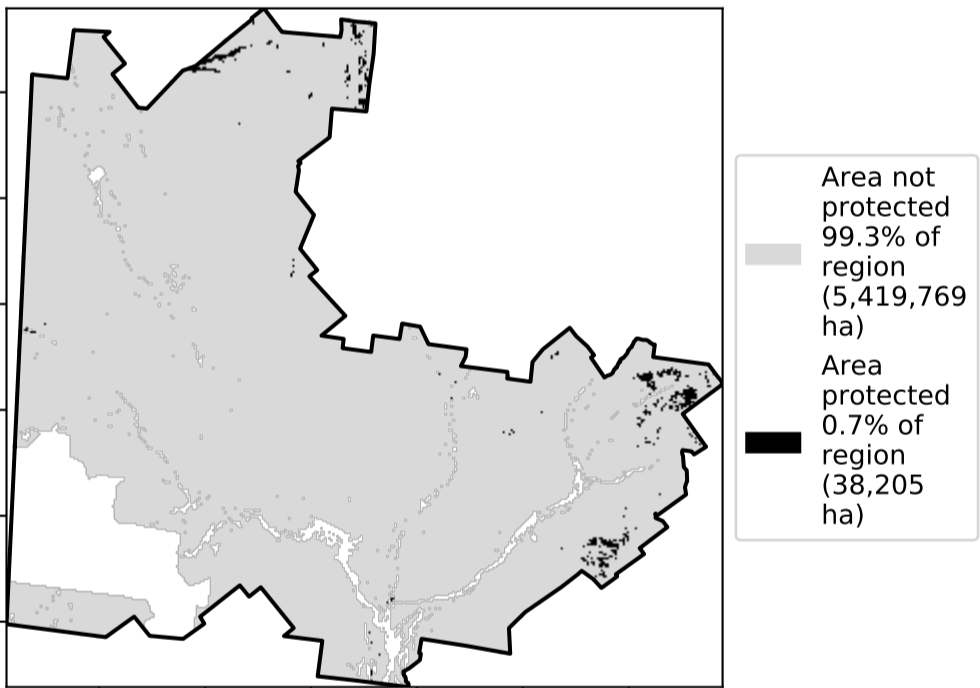 Area not
protected
99.3% of
region
(5,419,769
ha)
Area
protected
0.7% of
region
(38,205
ha)